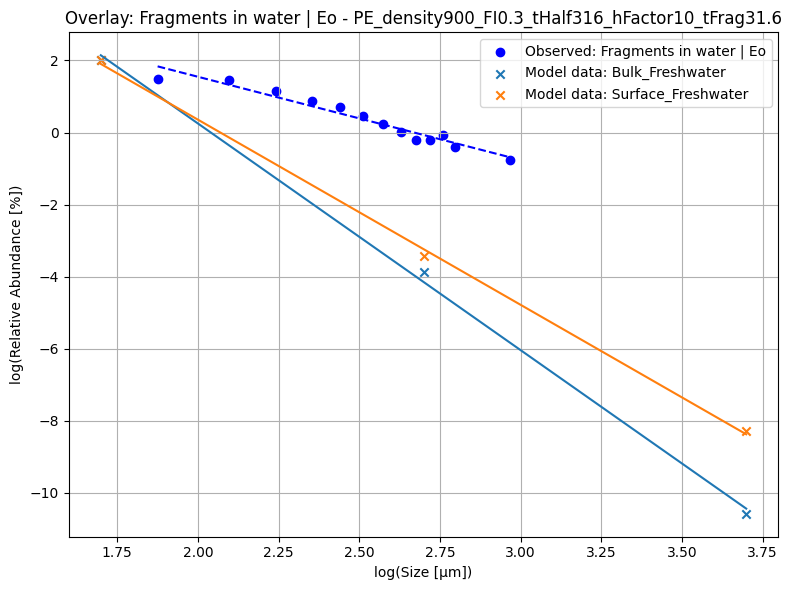 Overlay: Fragments in water | Eo - PE_density900_FI0.3_tHalf316_hFactor10_tFrag31.6
Observed: Fragments in water | Eo
Model data: Bulk_Freshwater
Model data: Surface_Freshwater
log(Relative Abundance [%])
2
0
−2
−4
−6
−8
−10
1.75
2.00
2.25
2.50
2.75
3.00
3.25
3.50
3.75
log(Size [μm])